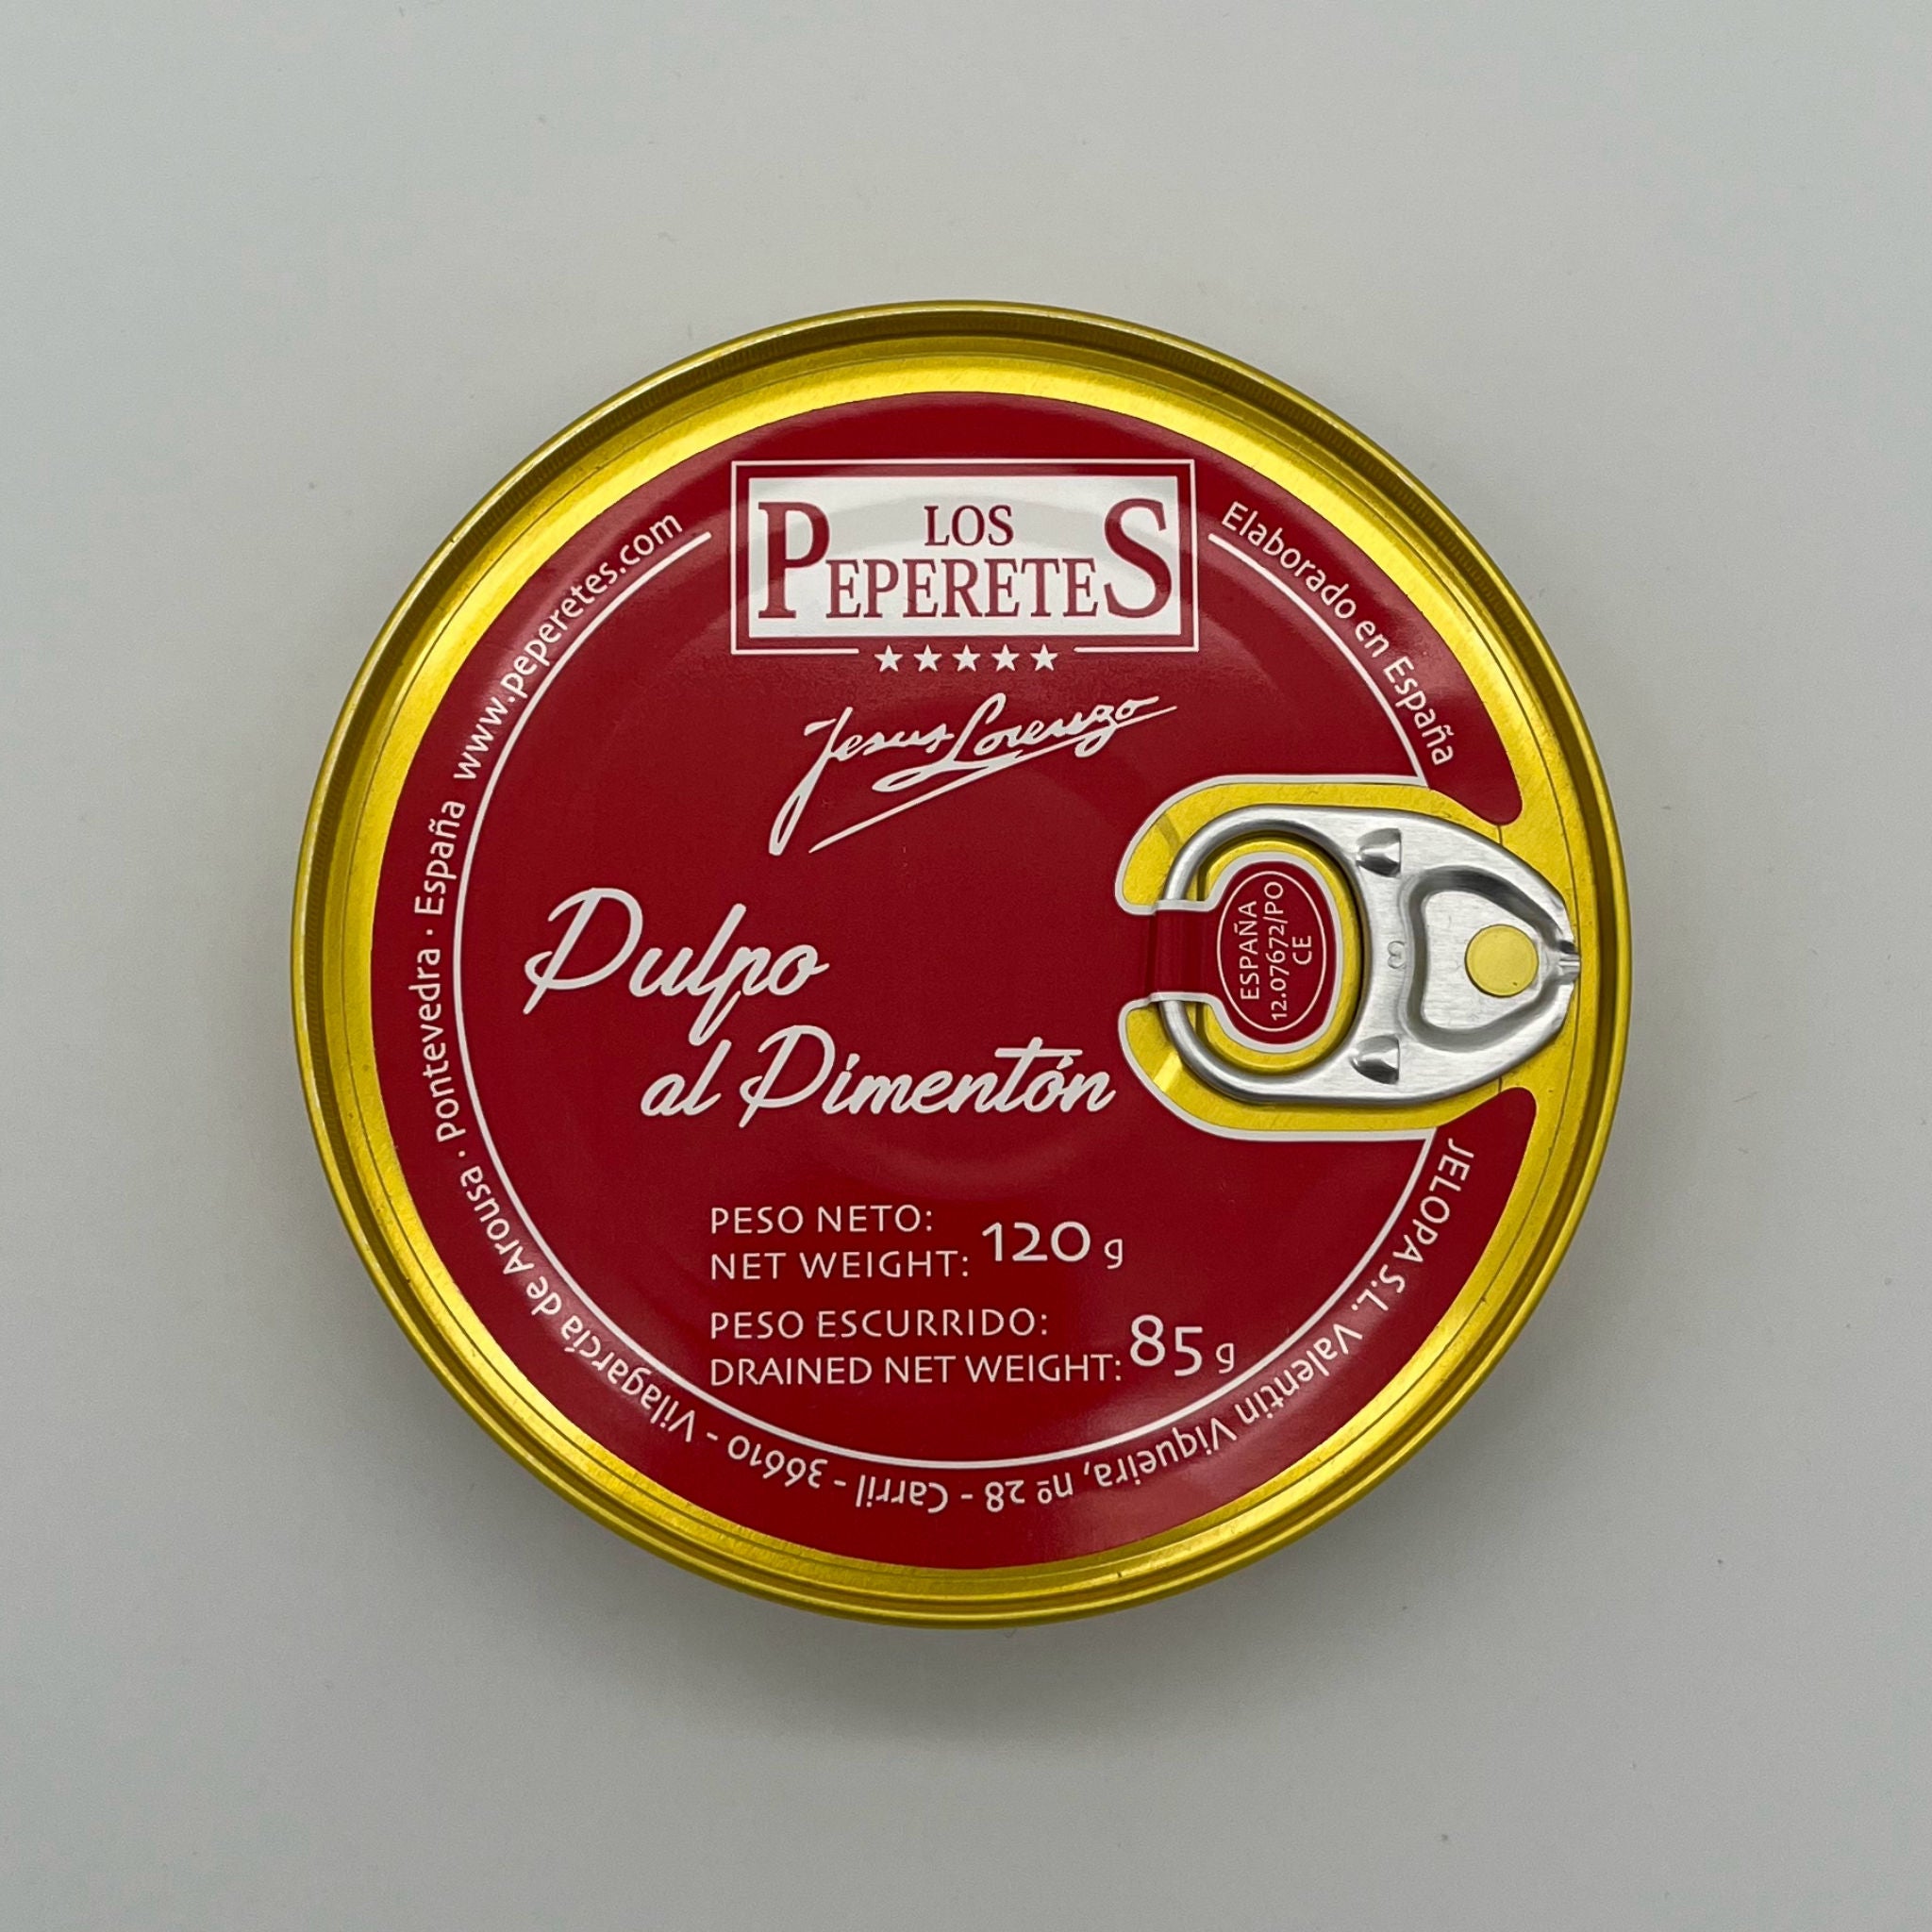 LOS
PEPERETES
Jesus Lorenzo
Pulpo
al Pimentón
PESO NETO:
NET WEIGHT: 120 g
PESO ESCURRIDO:
DRAINED NET WEIGHT: 85 g
Elaborado en España
JELOPA S.L. Valentín Viqueira, nº 28 - Carril - 36610 - Vilagarcía de Arousa · Pontevedra · España www.peperetes.com
ESPAÑA
12.07672/PO
CE
3